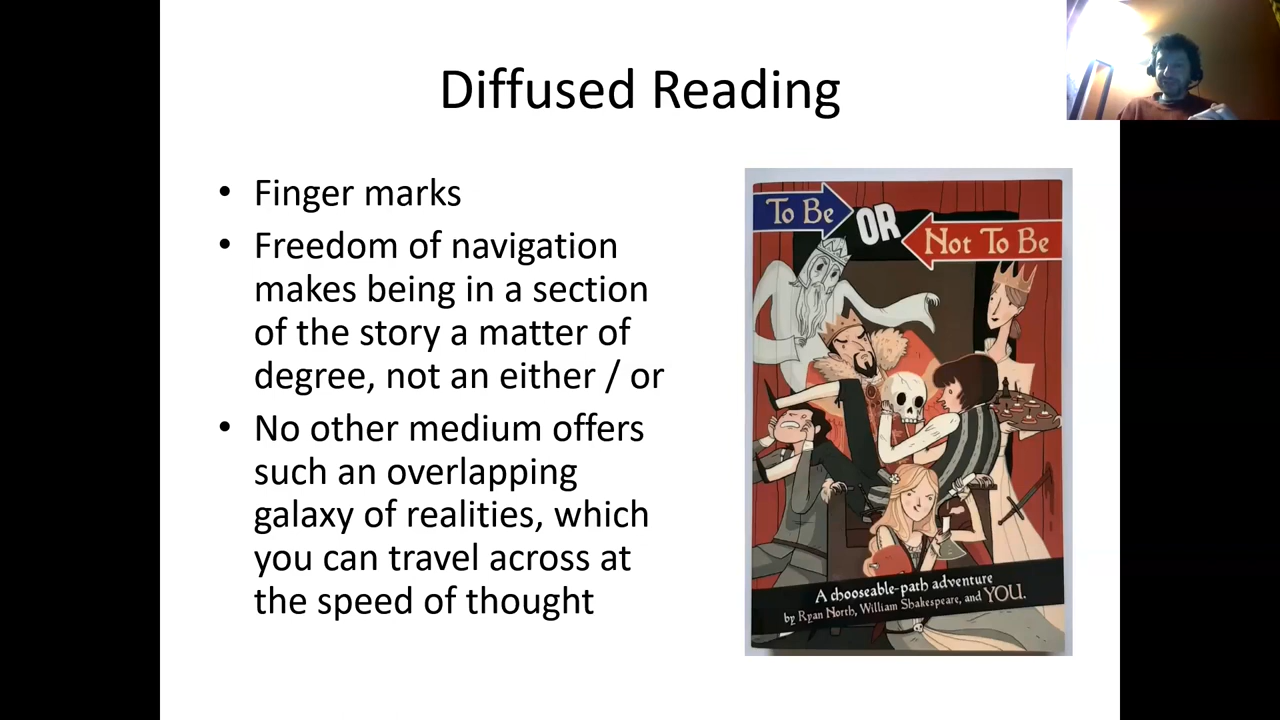 Diffused Reading
• Finger marks
• Freedom of navigation
makes being in a section
of the story a matter of
degree, not an either / or
• No other medium offers
such an overlapping
galaxy of realities, which
you can travel across at
the speed of thought
To Be
OR
Not To Be
A chooseable-path adventure
by Ryan North, William Shakespeare, and YOU.